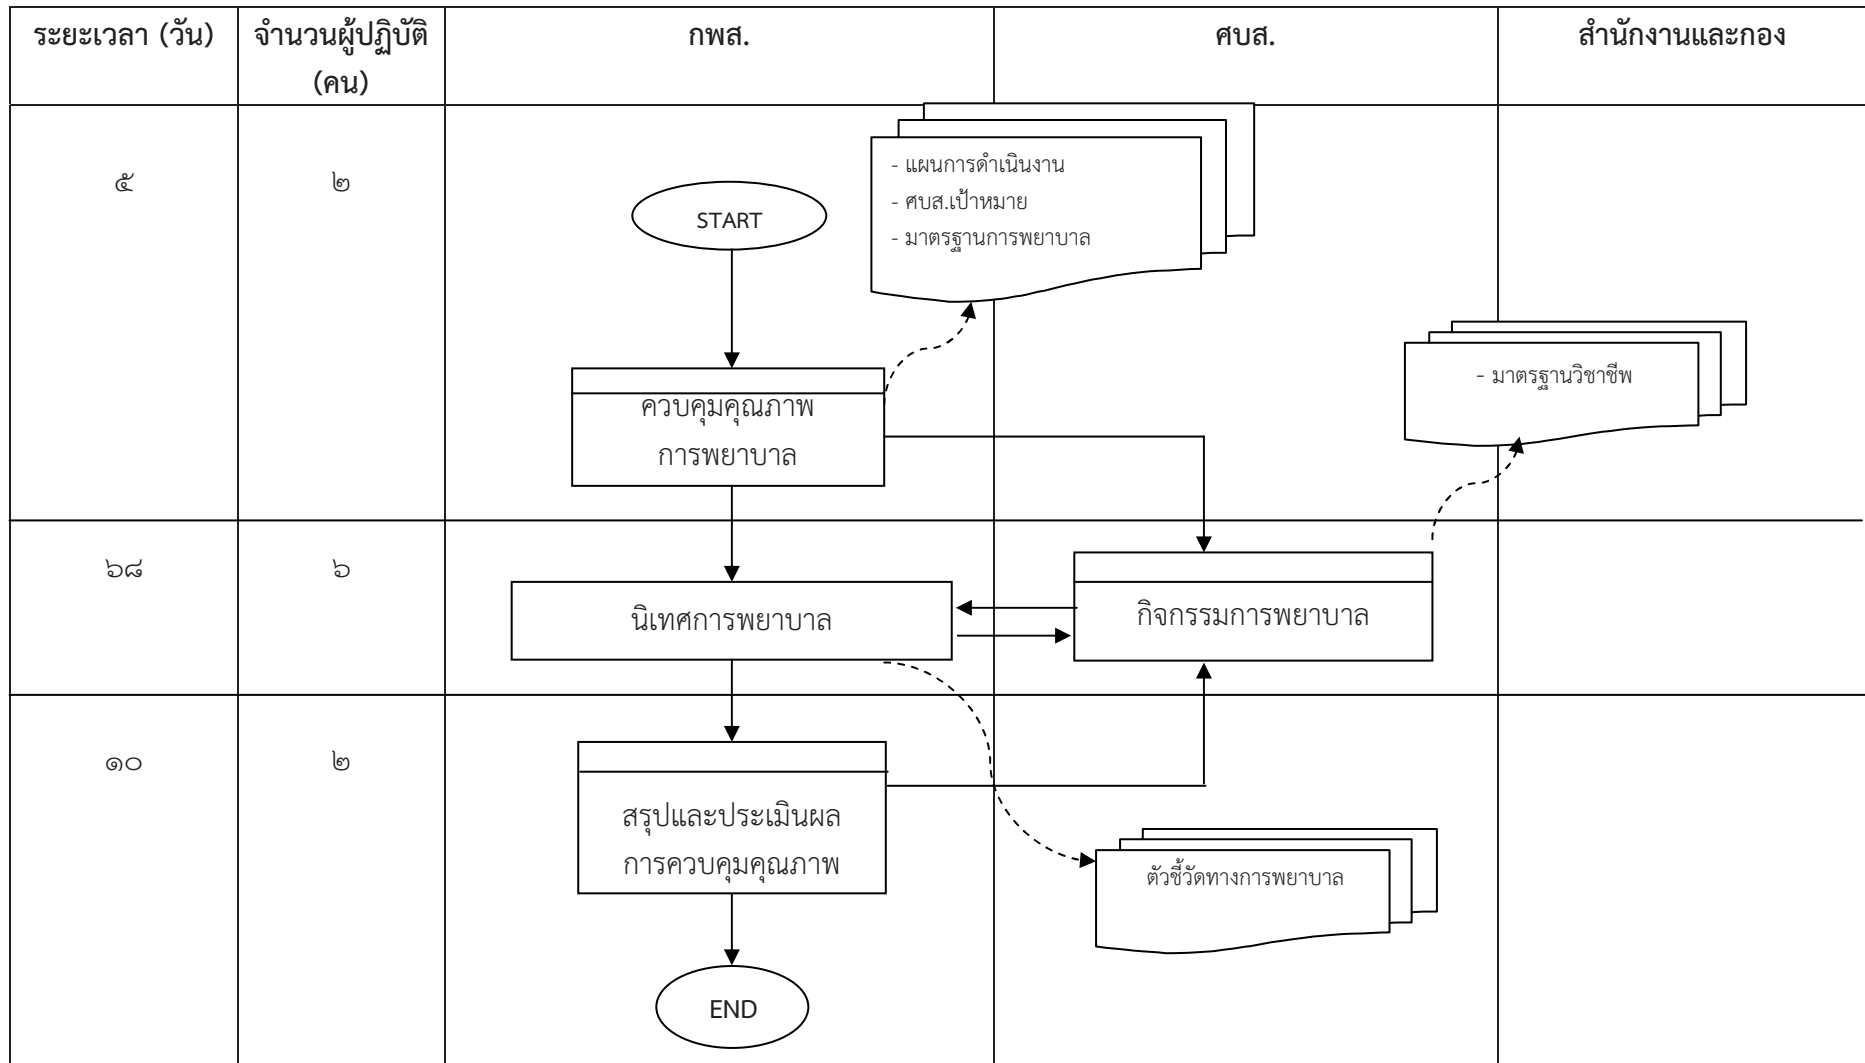 ระยะเวลา (วัน)
จำนวนผู้ปฏิบัติ
(คน)
กพส.
ศบส.
สำนักงานและกอง
๕
๒
START
- แผนการดำเนินงาน
- ศบส.เป้าหมาย
- มาตรฐานการพยาบาล
- มาตรฐานวิชาชีพ
ควบคุมคุณภาพ
การพยาบาล
๖๘
๖
นิเทศการพยาบาล
กิจกรรมการพยาบาล
๑๐
๒
สรุปและประเมินผล
การควบคุมคุณภาพ
ตัวชี้วัดทางการพยาบาล
END